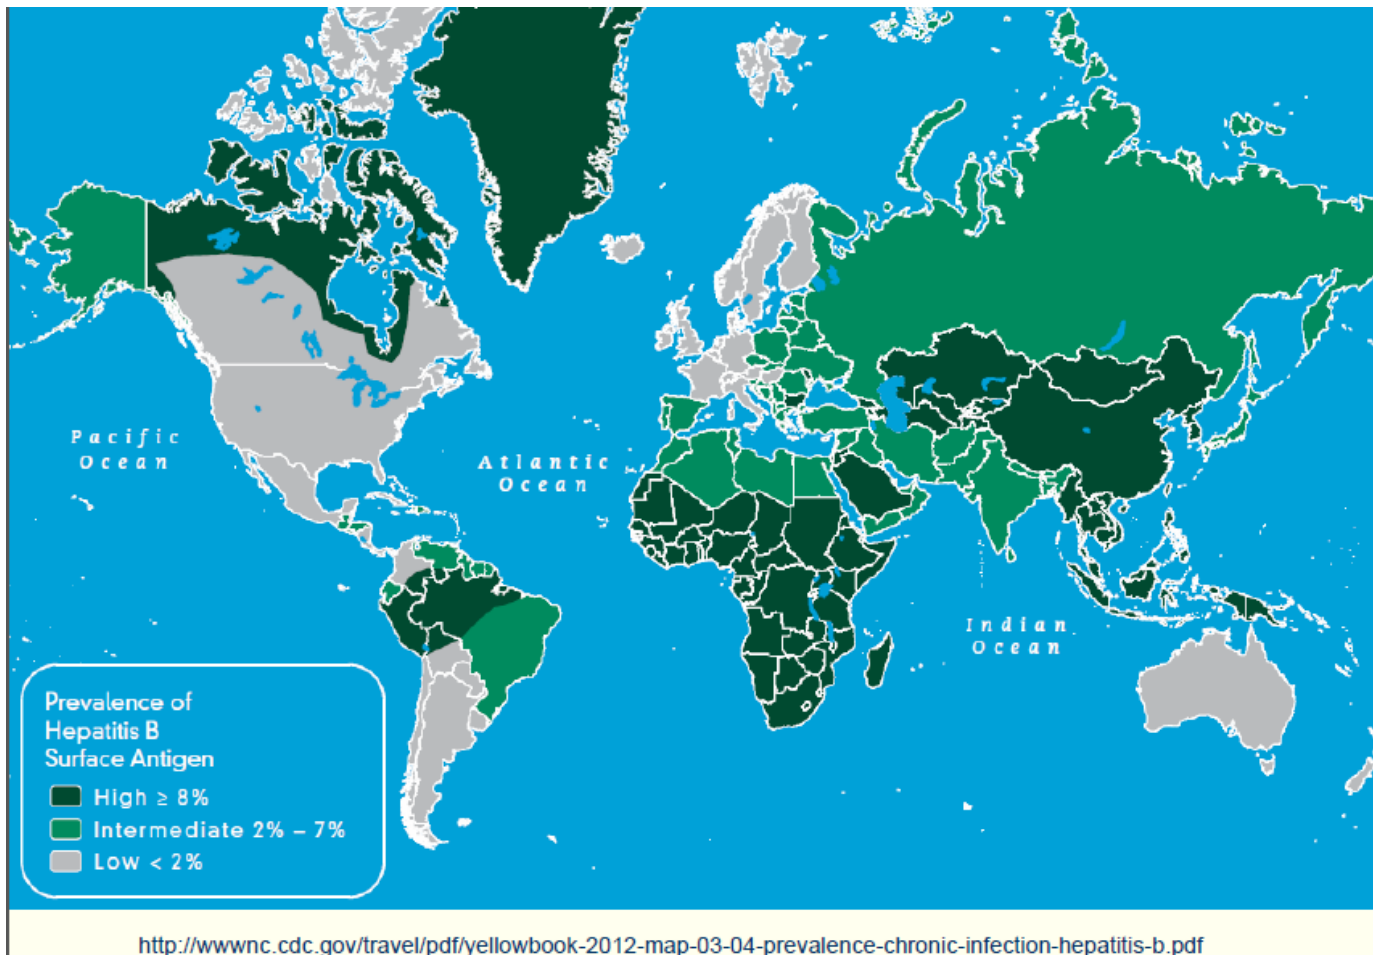 Pacific
Ocean
Atlantic
Ocean
Indian
Ocean
Prevalence of
Hepatitis B
Surface Antigen
High ≥ 8%
Intermediate 2% – 7%
Low < 2%
http://wwwnc.cdc.gov/travel/pdf/yellowbook-2012-map-03-04-prevalence-chronic-infection-hepatitis-b.pdf